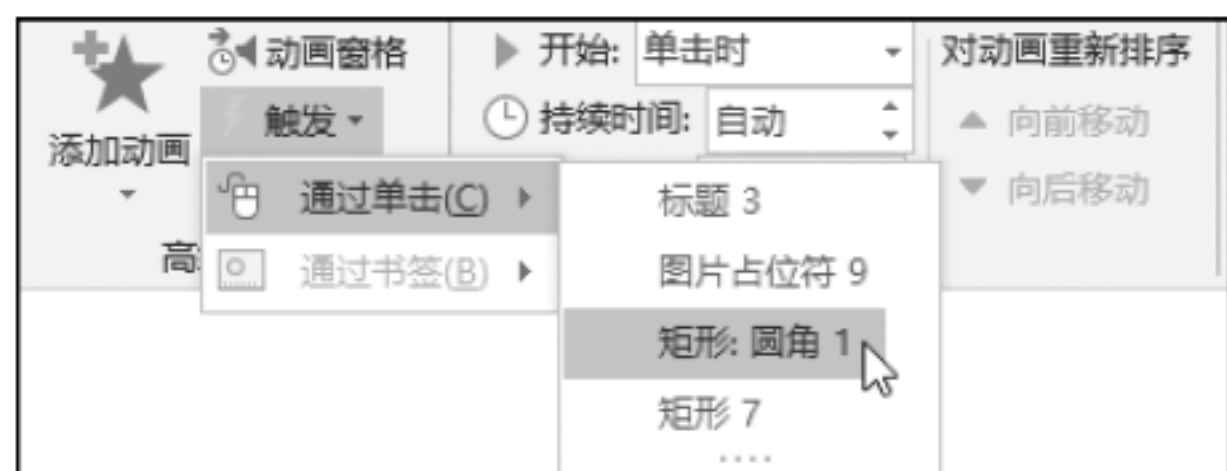 动画窗格
触发
添加动画
高
开始: 单击时
持续时间: 自动
对动画重新排序
向前移动
向后移动
通过单击(C)
通过书签(B)
标题 3
图片占位符 9
矩形: 圆角 1
矩形 7